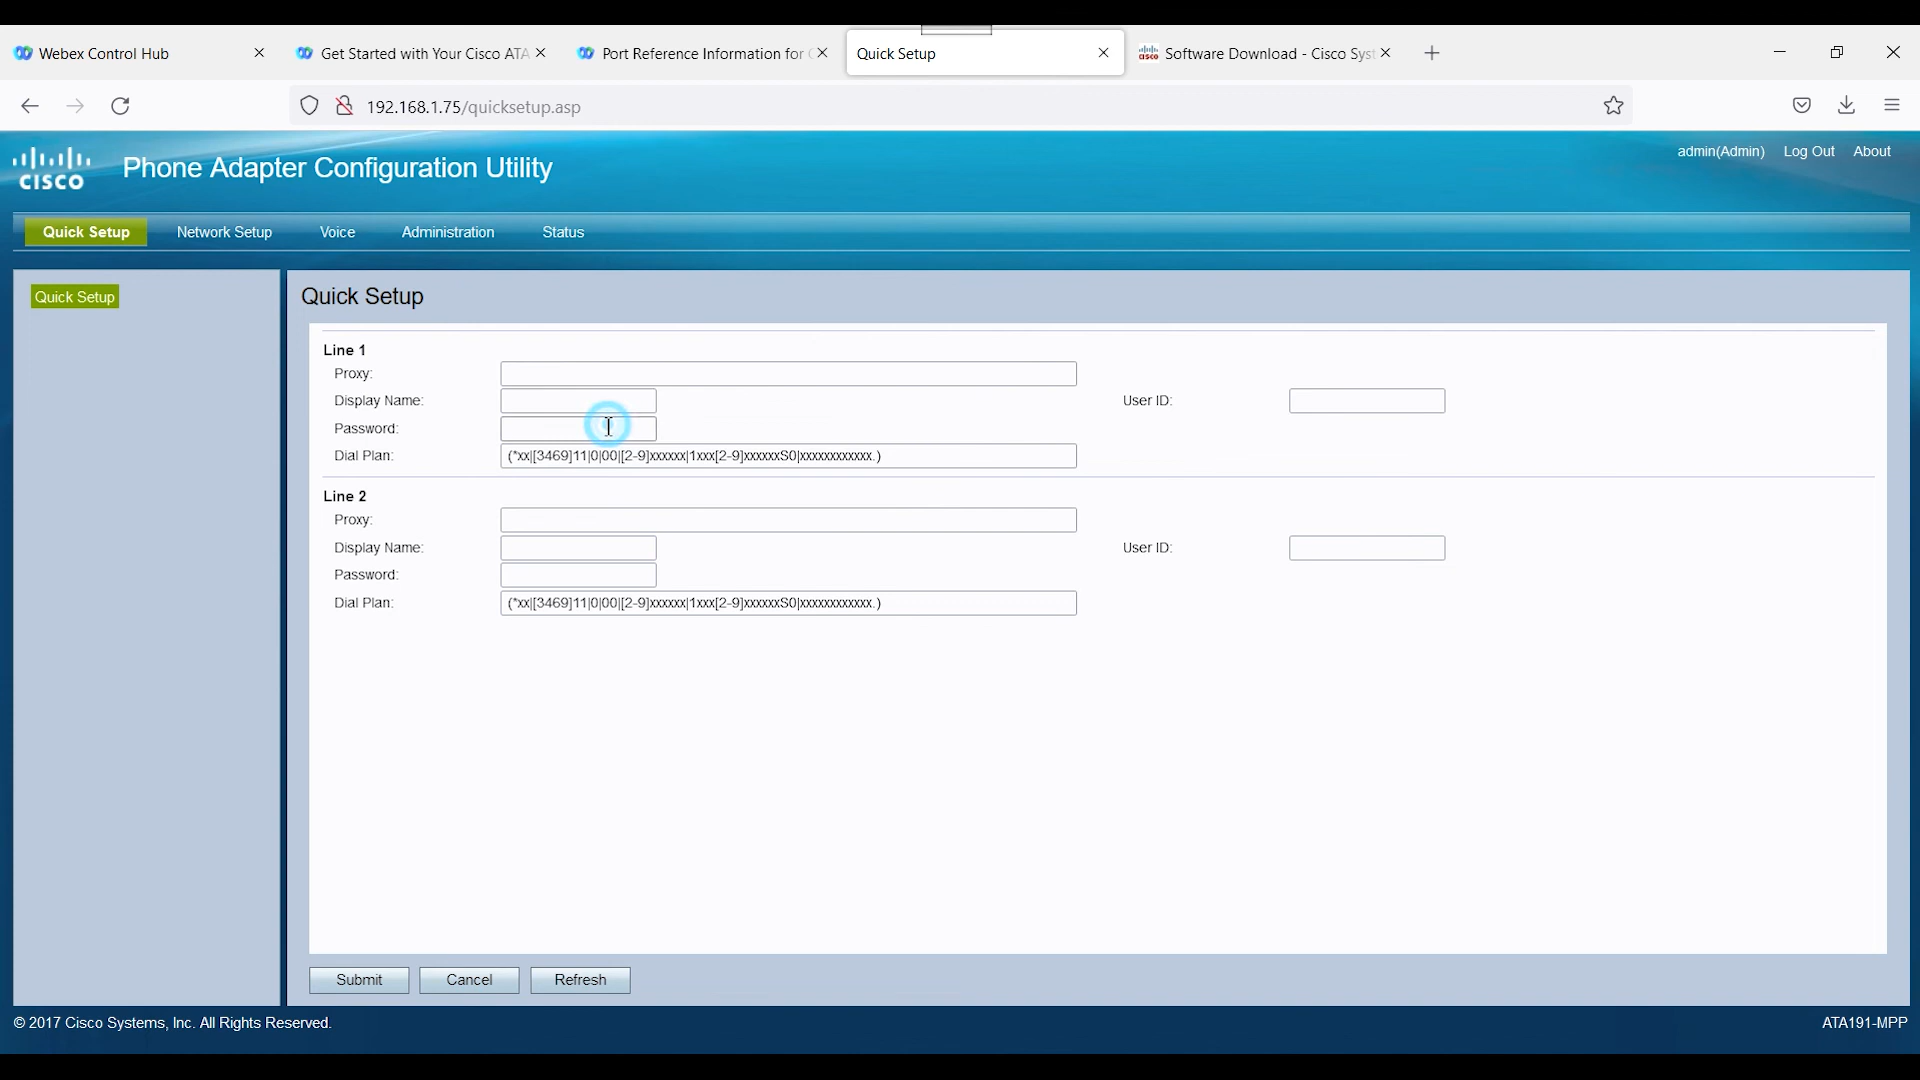 Webex Control Hub
Get Started with Your Cisco ATA
Port Reference Information for C
Quick Setup
Software Download - Cisco Syst
192.168.1.75/quicksetup.asp
CISCO
Phone Adapter Configuration Utility
admin(Admin) Log Out About
Quick Setup Network Setup Voice Administration Status
Quick Setup
Quick Setup
Line 1
Proxy:
Display Name: User ID:
Password:
Dial Plan: (*xx|[3469]11|0|00|[2-9]xxxxxx|1xxx[2-9]xxxxxxS0|xxxxxxxxxxxx.)
Line 2
Proxy:
Display Name: User ID:
Password:
Dial Plan: (*xx|[3469]11|0|00|[2-9]xxxxxx|1xxx[2-9]xxxxxxS0|xxxxxxxxxxxx.)
Submit Cancel Refresh
© 2017 Cisco Systems, Inc. All Rights Reserved. ATA191-MPP